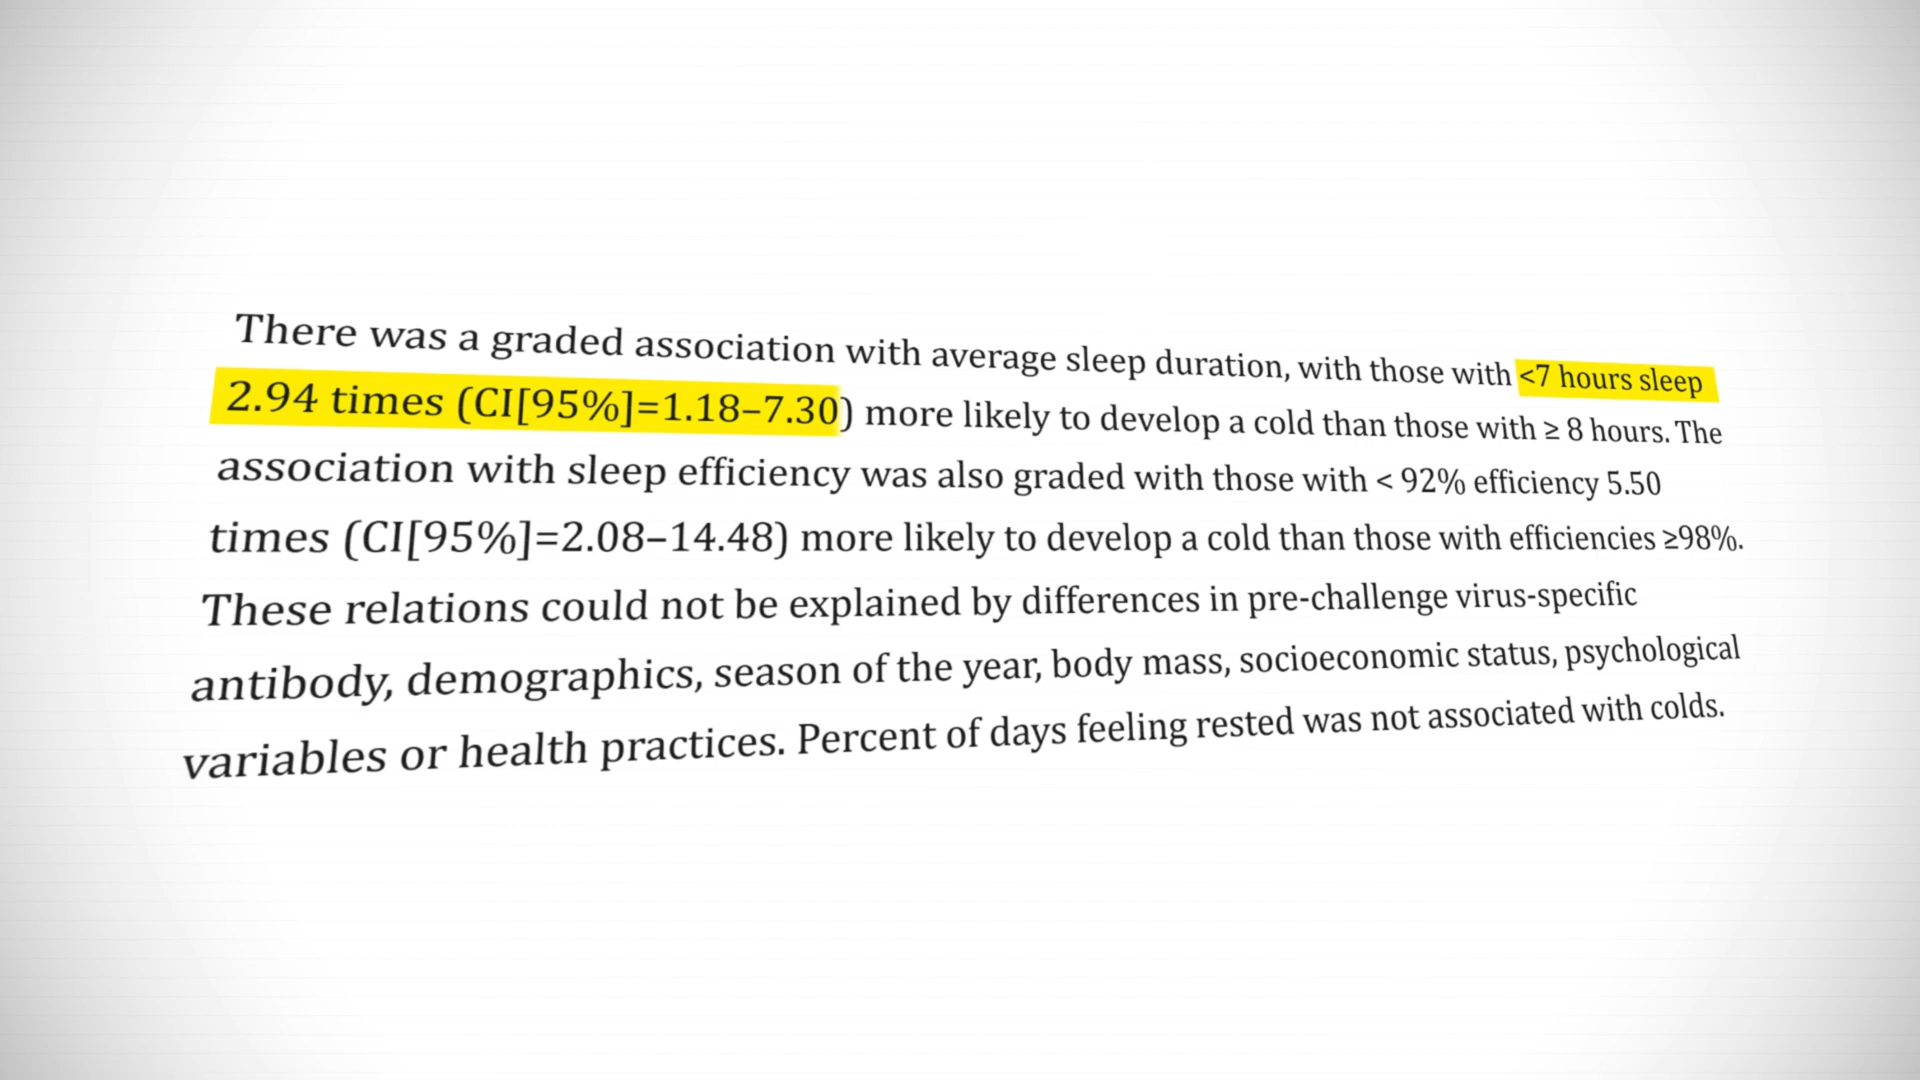 There was a graded association with average sleep duration, with those with <7 hours sleep
2.94 times (CI[95%]=1.18–7.30) more likely to develop a cold than those with ≥ 8 hours. The
association with sleep efficiency was also graded with those with < 92% efficiency 5.50
times (CI[95%]=2.08–14.48) more likely to develop a cold than those with efficiencies ≥98%.
These relations could not be explained by differences in pre-challenge virus-specific
antibody, demographics, season of the year, body mass, socioeconomic status, psychological
variables or health practices. Percent of days feeling rested was not associated with colds.